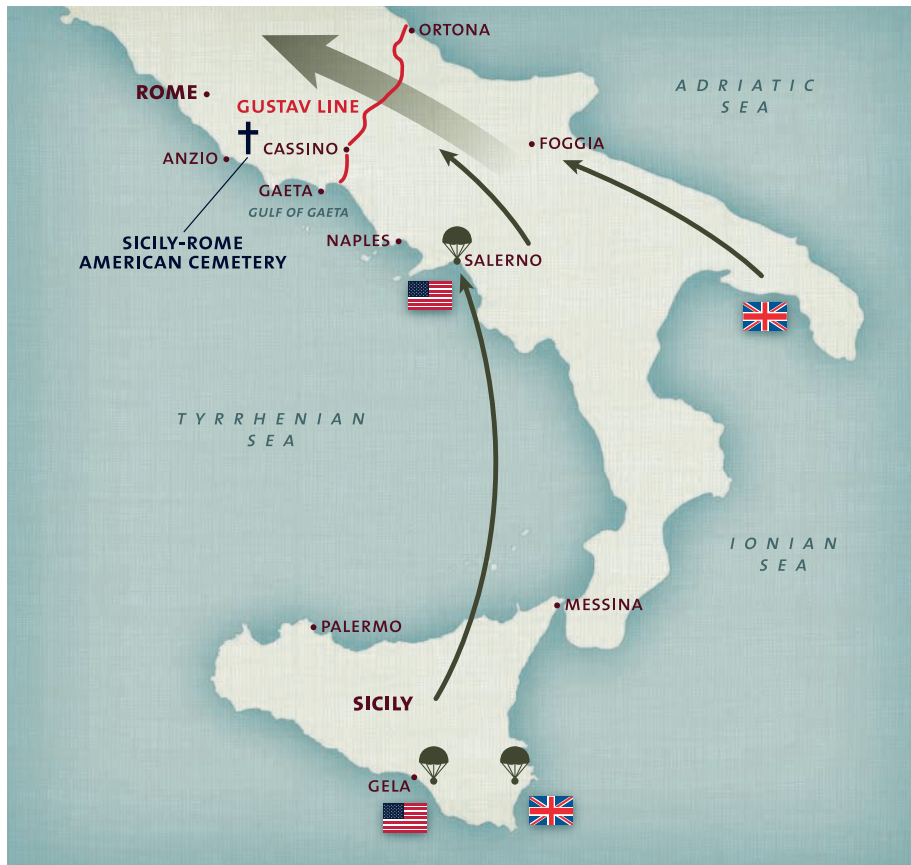 ORTONA
ADRIATIC
SEA
ROME
GUSTAV LINE
CASSINO
FOGGIA
ANZIO
GAETA
GULF OF GAETA
SICILY-ROME
AMERICAN CEMETERY
NAPLES
SALERNO
TYRRHENIAN
SEA
IONIAN
SEA
MESSINA
PALERMO
SICILY
GELA